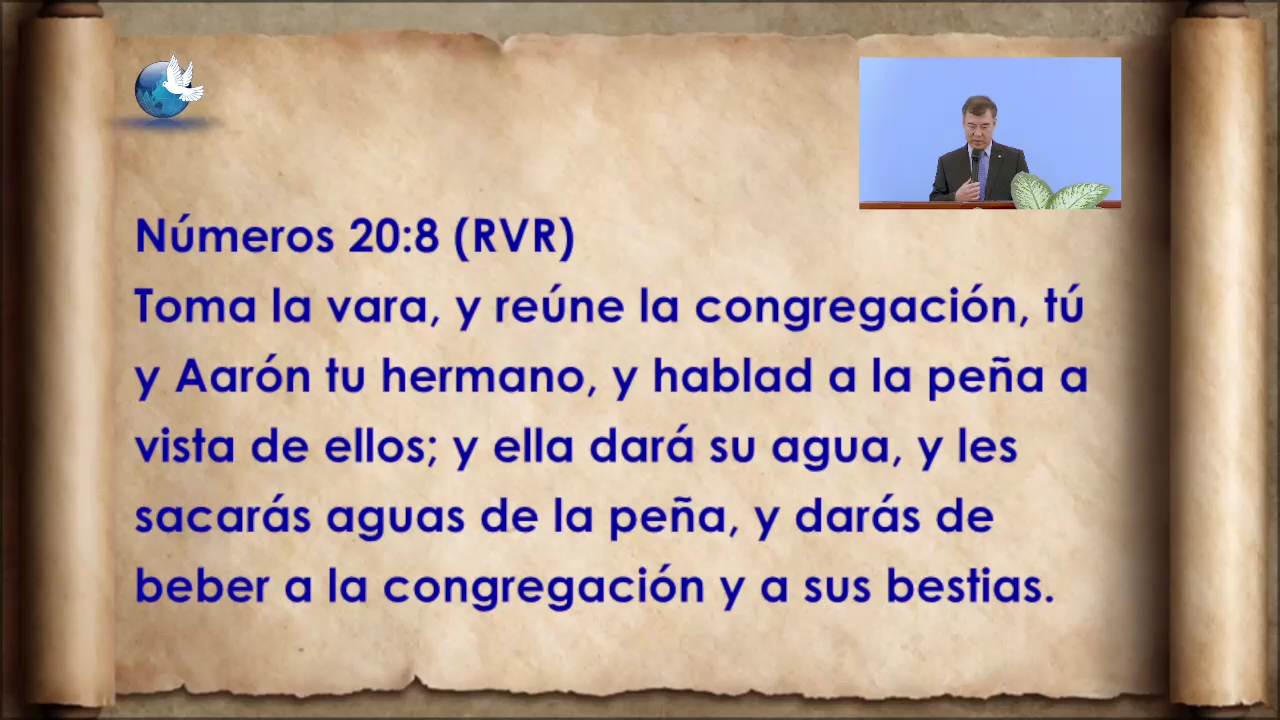 Números 20:8 (RVR)
Toma la vara, y reúne la congregación, tú
y Aarón tu hermano, y hablad a la peña a
vista de ellos; y ella dará su agua, y les
sacarás aguas de la peña, y darás de
beber a la congregación y a sus bestias.